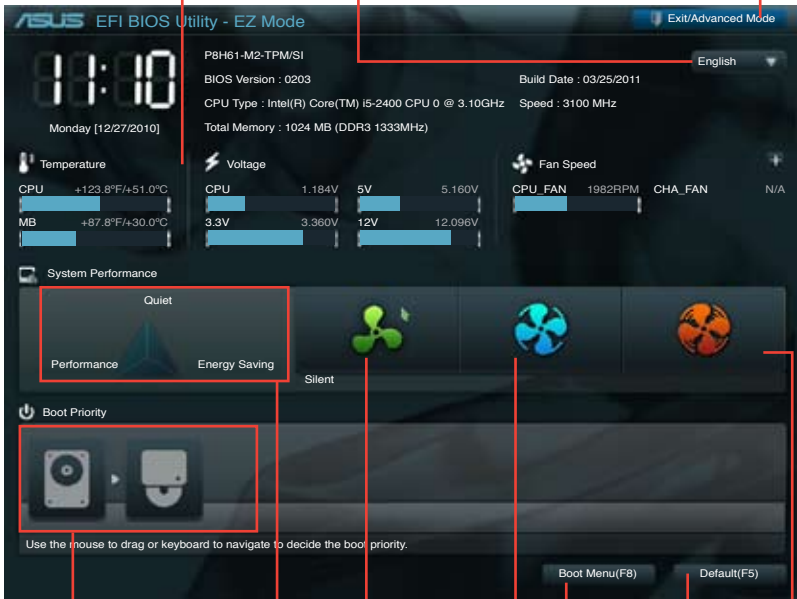 ASUS EFI BIOS Utility - EZ Mode
Exit/Advanced Mode
11:10
Monday [12/27/2010]
P8H61-M2-TPM/SI
English
BIOS Version : 0203
Build Date : 03/25/2011
CPU Type : Intel(R) Core(TM) i5-2400 CPU 0 @ 3.10GHz
Speed : 3100 MHz
Total Memory : 1024 MB (DDR3 1333MHz)
Temperature
CPU +123.8°F/+51.0°C
MB +87.8°F/+30.0°C
Voltage
CPU 1.184V 5V 5.160V
3.3V 3.360V 12V 12.096V
Fan Speed
CPU_FAN 1982RPM CHA_FAN N/A
System Performance
Quiet
Performance
Energy Saving
Silent
Boot Priority
Use the mouse to drag or keyboard to navigate to decide the boot priority.
Boot Menu(F8)
Default(F5)